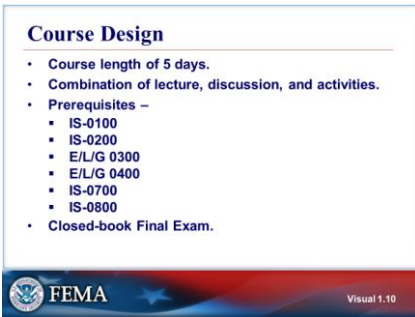 Course Design
• Course length of 5 days.
• Combination of lecture, discussion, and activities.
• Prerequisites –
▪ IS-0100
▪ IS-0200
▪ E/L/G 0300
▪ E/L/G 0400
▪ IS-0700
▪ IS-0800
• Closed-book Final Exam.
FEMA
Visual 1.10